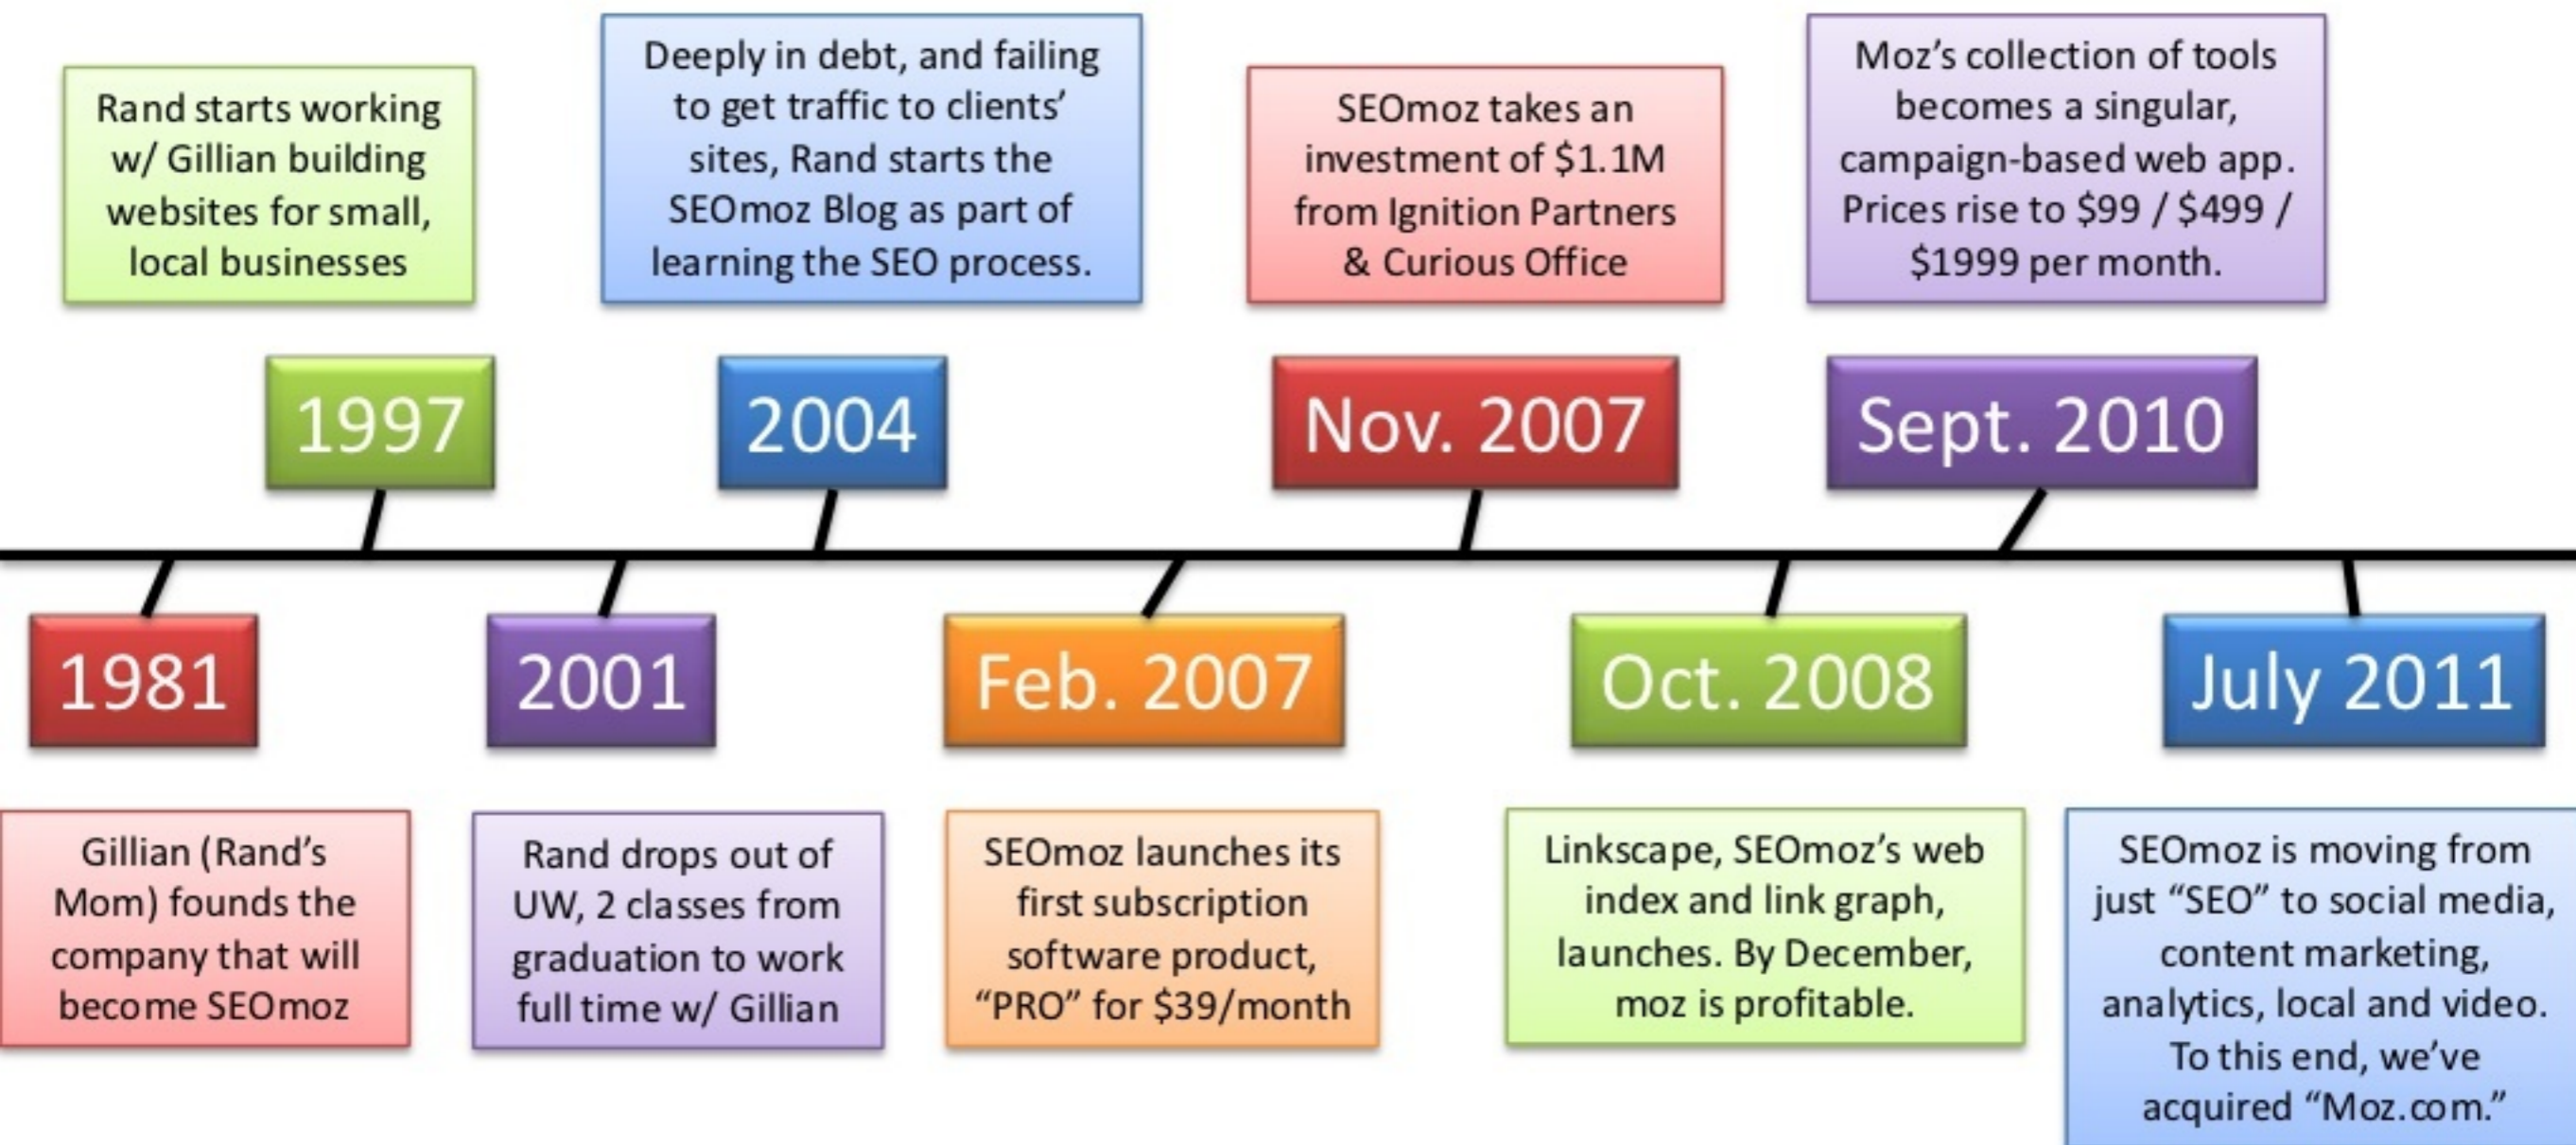 Rand starts working
w/ Gillian building
websites for small,
local businesses
Deeply in debt, and failing
to get traffic to clients’
sites, Rand starts the
SEOmoz Blog as part of
learning the SEO process.
SEOmoz takes an
investment of $1.1M
from Ignition Partners
& Curious Office
Moz’s collection of tools
becomes a singular,
campaign-based web app.
Prices rise to $99 / $499 /
$1999 per month.
1997
2004
Nov. 2007
Sept. 2010
1981
2001
Feb. 2007
Oct. 2008
July 2011
Gillian (Rand’s
Mom) founds the
company that will
become SEOmoz
Rand drops out of
UW, 2 classes from
graduation to work
full time w/ Gillian
SEOmoz launches its
first subscription
software product,
“PRO” for $39/month
Linkscape, SEOmoz’s web
index and link graph,
launches. By December,
moz is profitable.
SEOmoz is moving from
just “SEO” to social media,
content marketing,
analytics, local and video.
To this end, we’ve
acquired “Moz.com.”